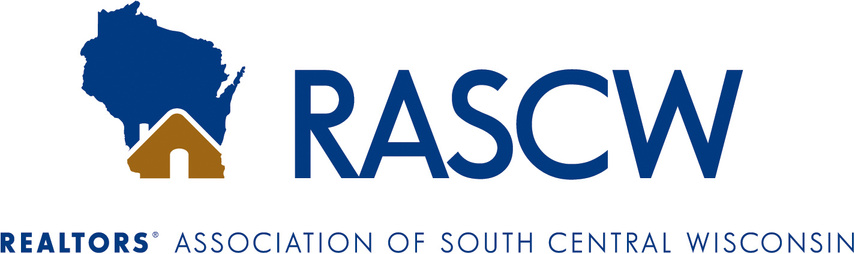 RASCW
REALTORS® ASSOCIATION OF SOUTH CENTRAL WISCONSIN